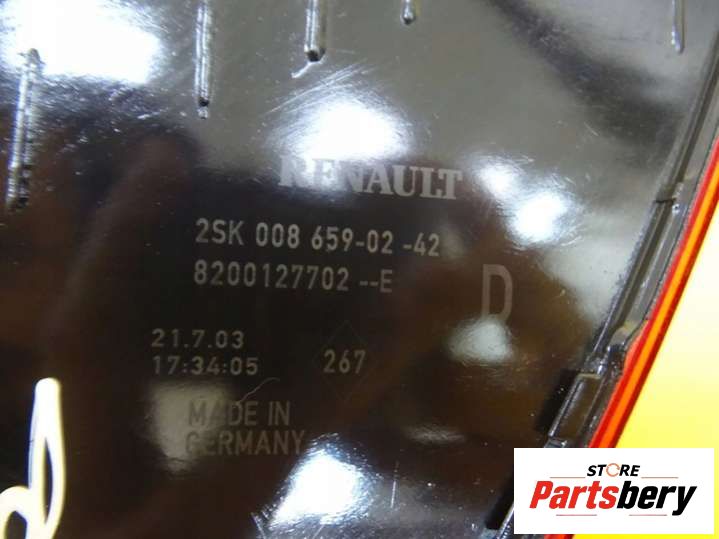 RENAULT
2SK 008 659-02 -42
8200127702 --E
D
21.7.03
17:34:05
267
MADE IN
GERMANY
STORE
Partsbery